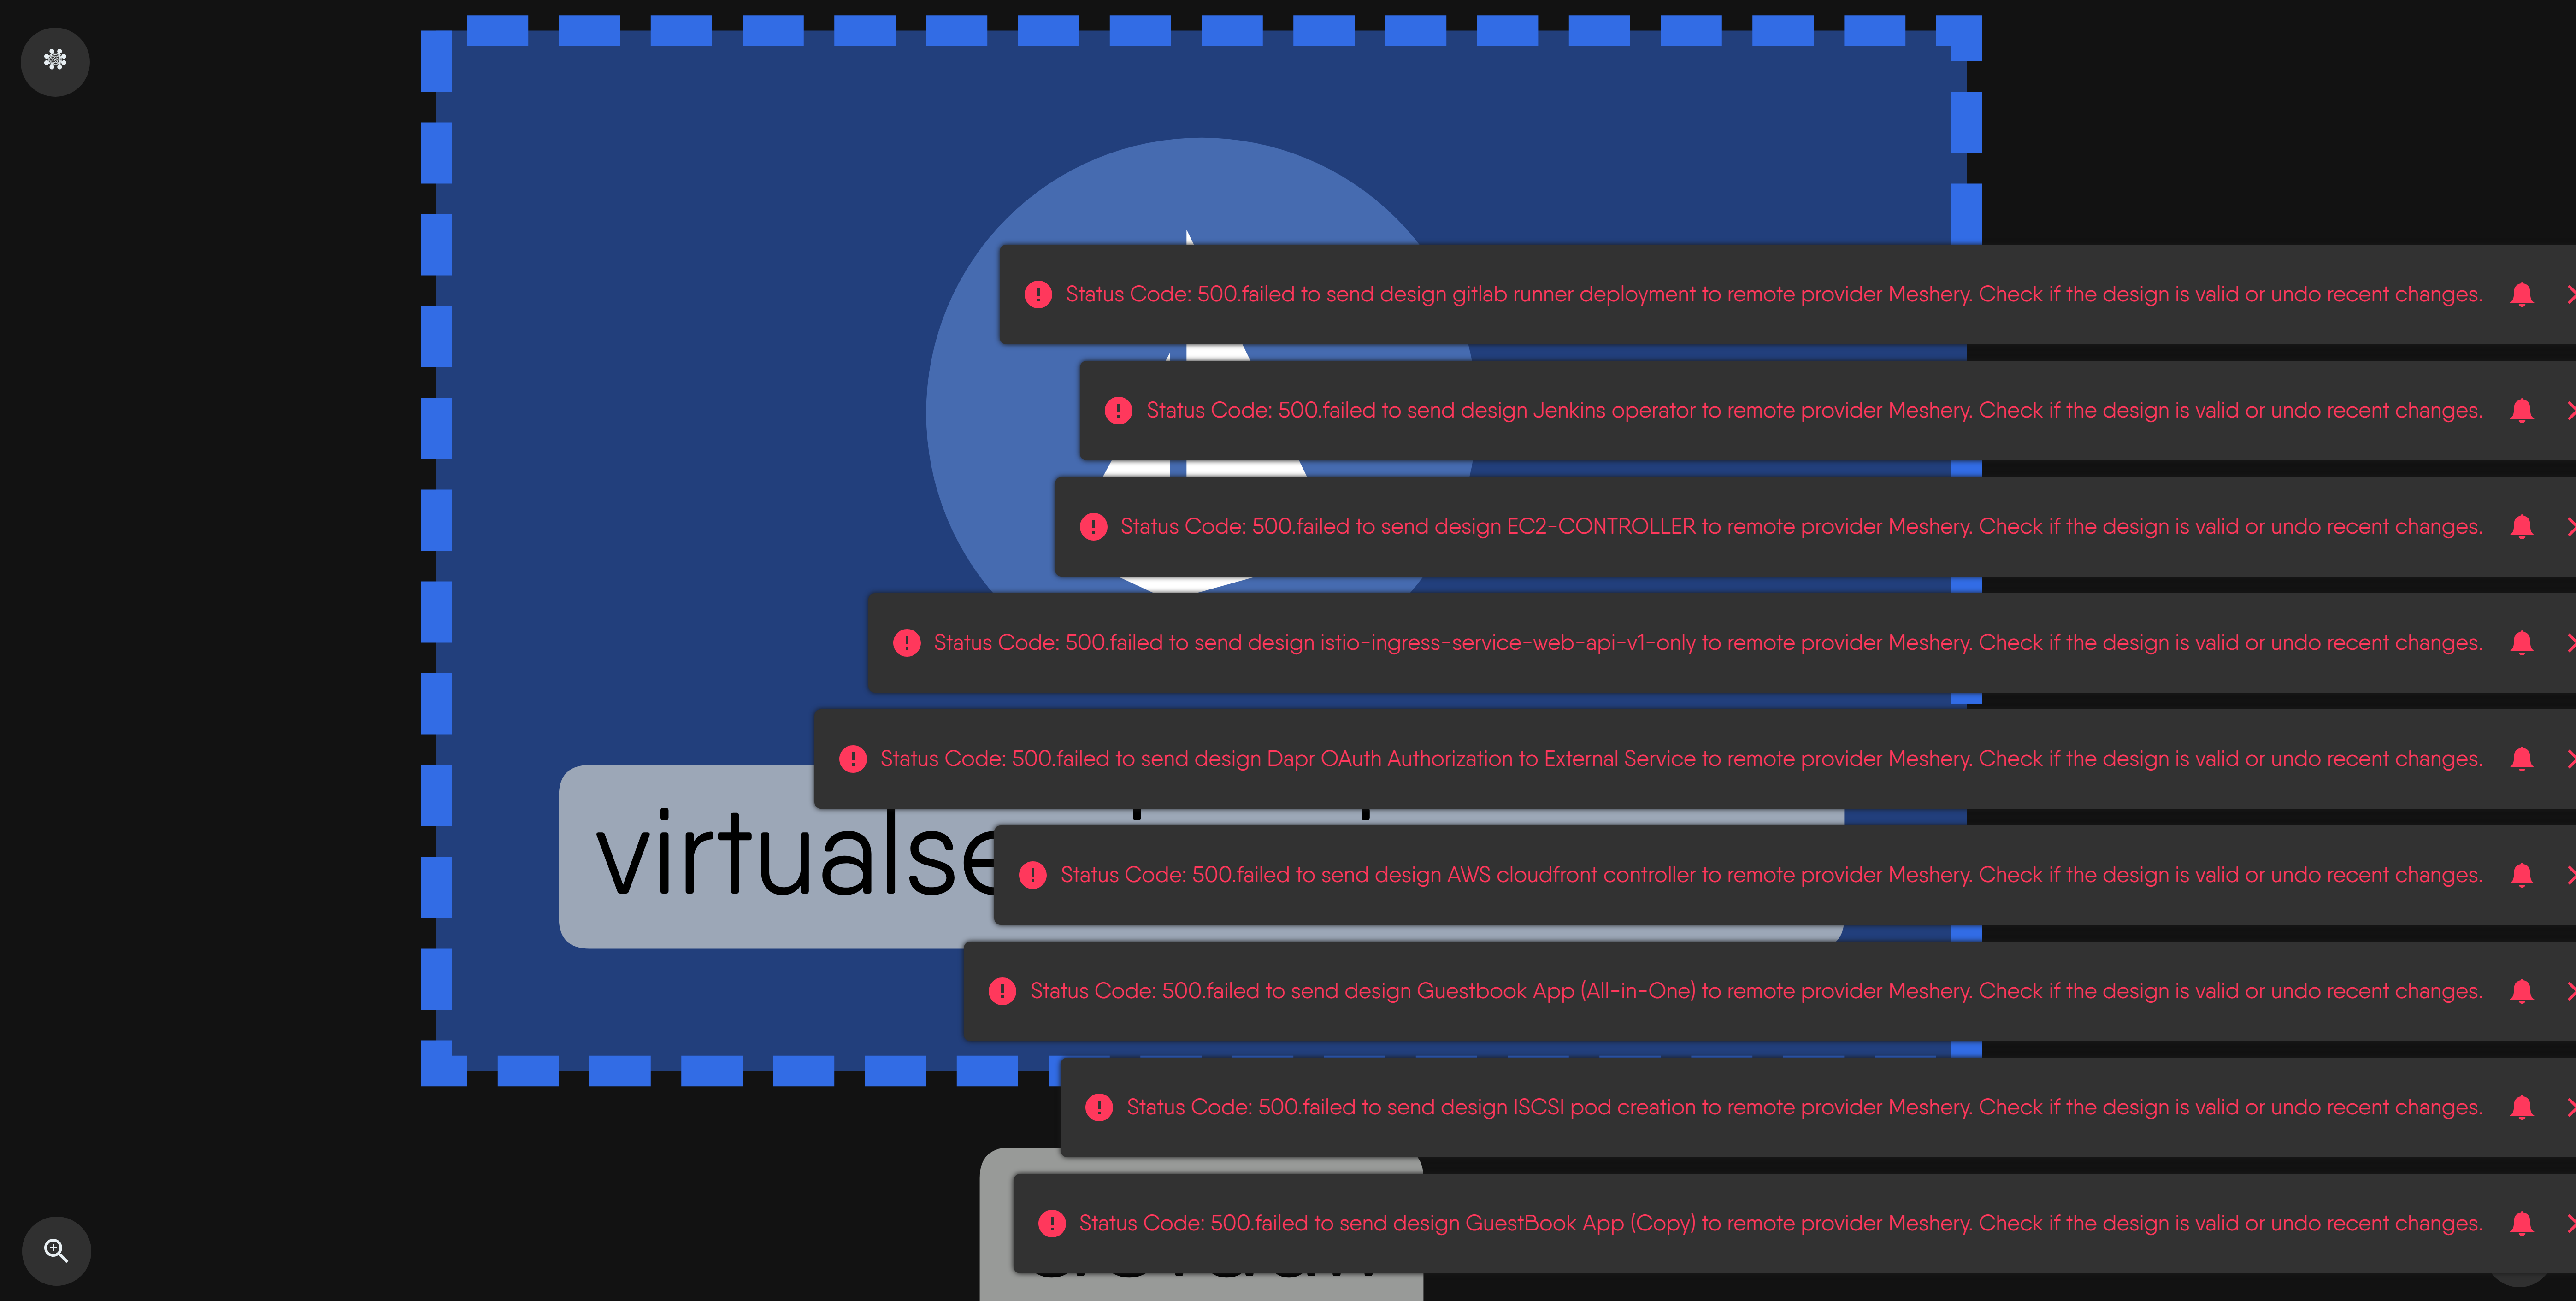 Status Code: 500.failed to send design gitlab runner deployment to remote provider Meshery. Check if the design is valid or undo recent changes.
Status Code: 500.failed to send design Jenkins operator to remote provider Meshery. Check if the design is valid or undo recent changes.
Status Code: 500.failed to send design EC2-CONTROLLER to remote provider Meshery. Check if the design is valid or undo recent changes.
Status Code: 500.failed to send design istio-ingress-service-web-api-v1-only to remote provider Meshery. Check if the design is valid or undo recent changes.
Status Code: 500.failed to send design Dapr OAuth Authorization to External Service to remote provider Meshery. Check if the design is valid or undo recent changes.
virtualse
Status Code: 500.failed to send design AWS cloudfront controller to remote provider Meshery. Check if the design is valid or undo recent changes.
Status Code: 500.failed to send design Guestbook App (All-in-One) to remote provider Meshery. Check if the design is valid or undo recent changes.
Status Code: 500.failed to send design ISCSI pod creation to remote provider Meshery. Check if the design is valid or undo recent changes.
Status Code: 500.failed to send design GuestBook App (Copy) to remote provider Meshery. Check if the design is valid or undo recent changes.